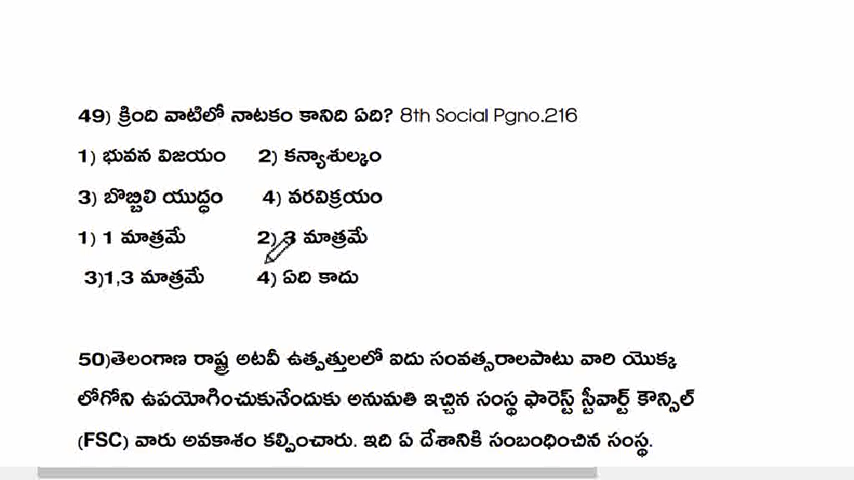 49) క్రింది వాటిలో నాటకం కానిది ఏది? 8th Social Pgno.216
1) భువన విజయం 2) కన్యాశుల్కం
3) బొబ్బిలి యుద్ధం 4) వరవిక్రయం
1) 1 మాత్రమే 2) 3 మాత్రమే
3)1,3 మాత్రమే 4) ఏది కాదు
50)తెలంగాణ రాష్ట్ర అటవీ ఉత్పత్తులలో ఐదు సంవత్సరాలపాటు వారి యొక్క
లోగోని ఉపయోగించుకునేందుకు అనుమతి ఇచ్చిన సంస్థ ఫారెస్ట్ స్టీవార్ట్ కౌన్సిల్
(FSC) వారు అవకాశం కల్పించారు. ఇది ఏ దేశానికి సంబంధించిన సంస్థ.